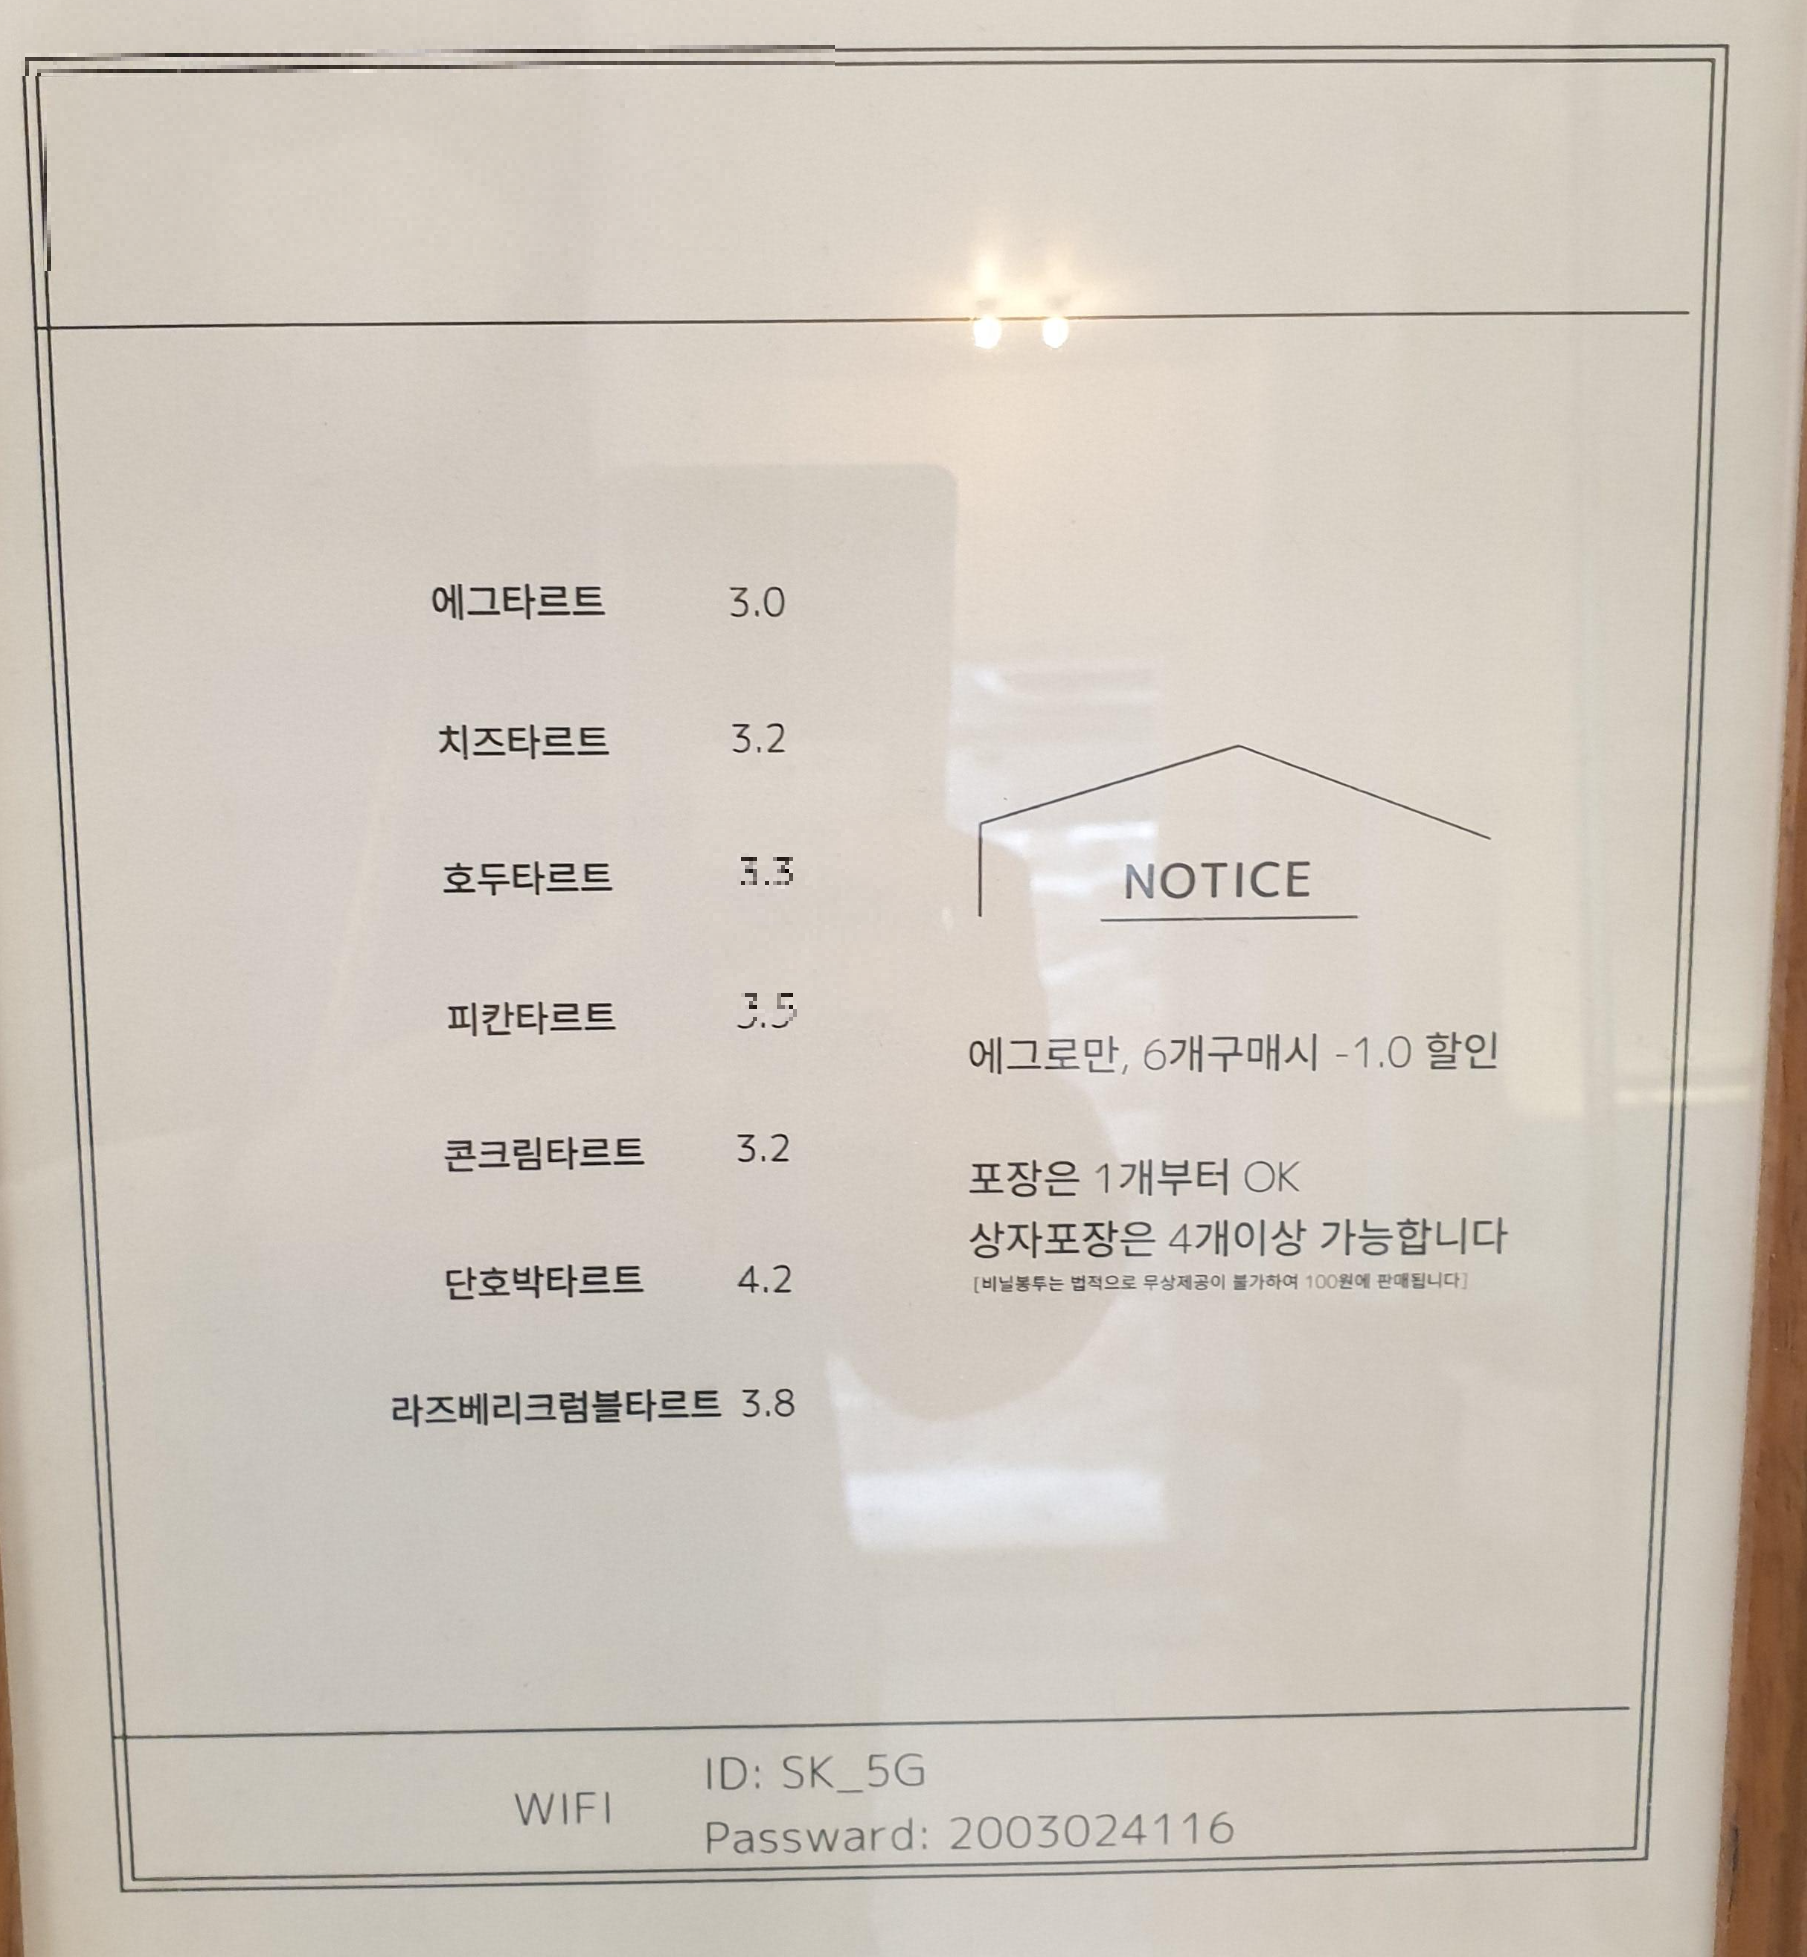 에그타르트 3.0
치즈타르트 3.2
호두타르트 3.3
피칸타르트 3.5
콘크림타르트 3.2
단호박타르트 4.2
라즈베리크럼블타르트 3.8
NOTICE
에그로만, 6개구매시 -1.0 할인
포장은 1개부터 OK
상자포장은 4개이상 가능합니다
[비닐봉투는 법적으로 무상제공이 불가하여 100원에 판매됩니다]
WIFI
ID: SK_5G
Passward: 2003024116